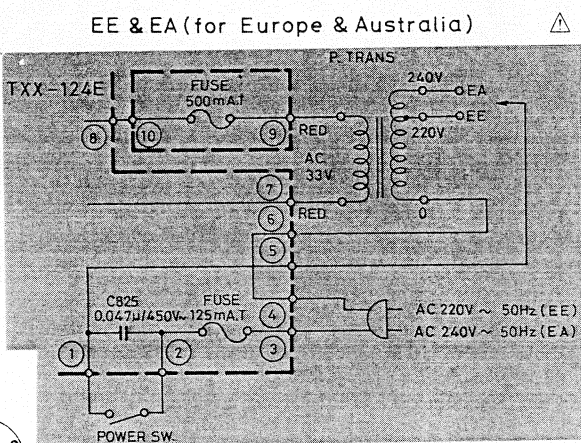 EE & EA (for Europe & Australia)
P. TRANS
TXX-124E
FUSE
500mA.T
240V
EA
EE
220V
8
10
9
RED
AC
33V
7
6
RED
0
5
C825
0.047µ/450V~
FUSE
125mA.T
4
AC 220V ~ 50Hz (EE)
AC 240V ~ 50Hz (EA)
1
2
3
POWER SW.